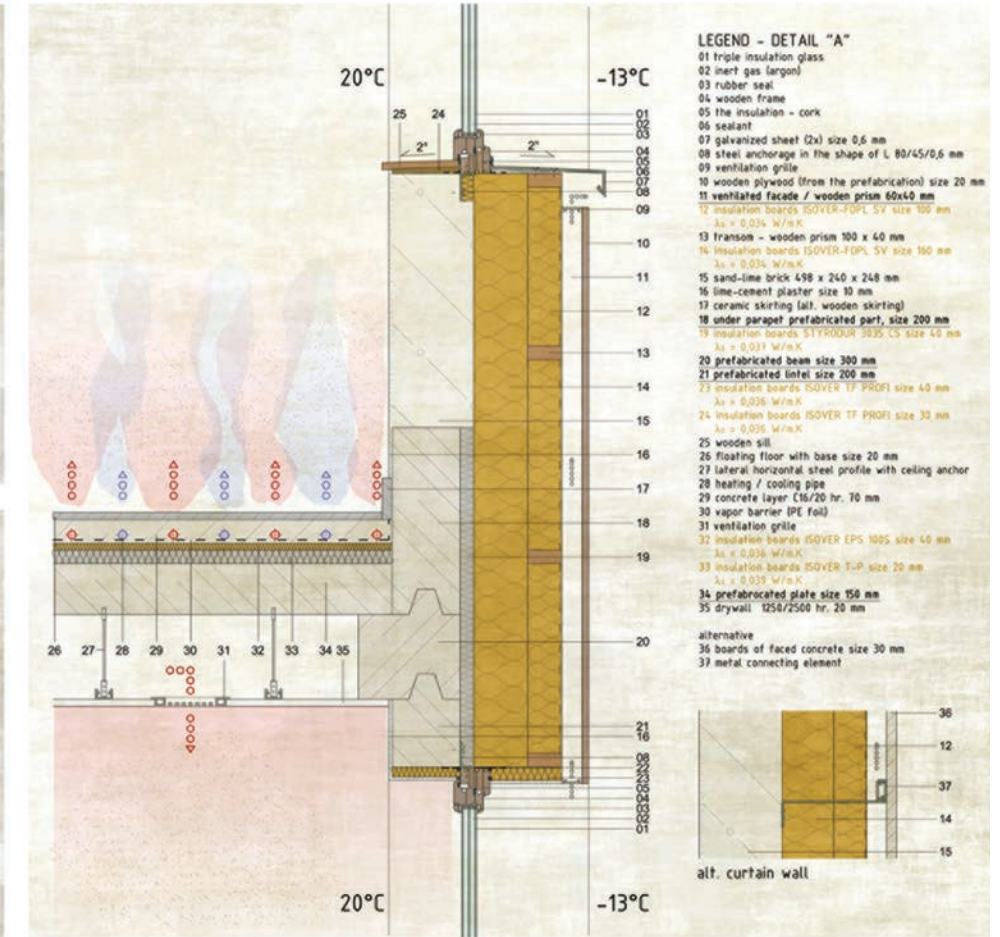 20°C
-13°C
25
24
2°
2°
01
02
03
04
05
06
07
08
09
10
11
12
13
14
15
16
17
18
19
20
21
16
08
22
23
05
04
03
02
01
26
27
28
29
30
31
32
33
34
35
20°C
-13°C
LEGEND - DETAIL "A"
01 triple insulation glass
02 inert gas (argon)
03 rubber seal
04 wooden frame
05 the insulation - cork
06 sealant
07 galvanized sheet (2x) size 0,6 mm
08 steel anchorage in the shape of L 80/45/0,6 mm
09 ventilation grille
10 wooden plywood (from the prefabrication) size 20 mm
11 ventilated facade / wooden prism 60x40 mm
12 insulation boards ISOVER-FDPL SV size 100 mm
λs = 0,034 W/m.K
13 transom - wooden prism 100 x 40 mm
14 insulation boards ISOVER-FDPL SV size 160 mm
λs = 0,034 W/m.K
15 sand-lime brick 498 x 240 x 248 mm
16 lime-cement plaster size 10 mm
17 ceramic skirting (alt. wooden skirting)
18 under parapet prefabricated part, size 200 mm
19 insulation boards STYRODUR 3035 CS size 40 mm
λs = 0,037 W/m.K
20 prefabricated beam size 300 mm
21 prefabricated lintel size 200 mm
23 insulation boards ISOVER TF PROFI size 40 mm
λs = 0,036 W/m.K
24 insulation boards ISOVER TF PROFI size 30 mm
λs = 0,036 W/m.K
25 wooden sill
26 floating floor with base size 20 mm
27 lateral horizontal steel profile with ceiling anchor
28 heating / cooling pipe
29 concrete layer C16/20 hr. 70 mm
30 vapor barrier (PE foil)
31 ventilation grille
32 insulation boards ISOVER EPS 100S size 40 mm
λs = 0,036 W/m.K
33 insulation boards ISOVER T-P size 20 mm
λs = 0,039 W/m.K
34 prefabrocated plate size 150 mm
35 drywall 1250/2500 hr. 20 mm
alternative
36 boards of faced concrete size 30 mm
37 metal connecting element
36
12
37
14
15
alt. curtain wall